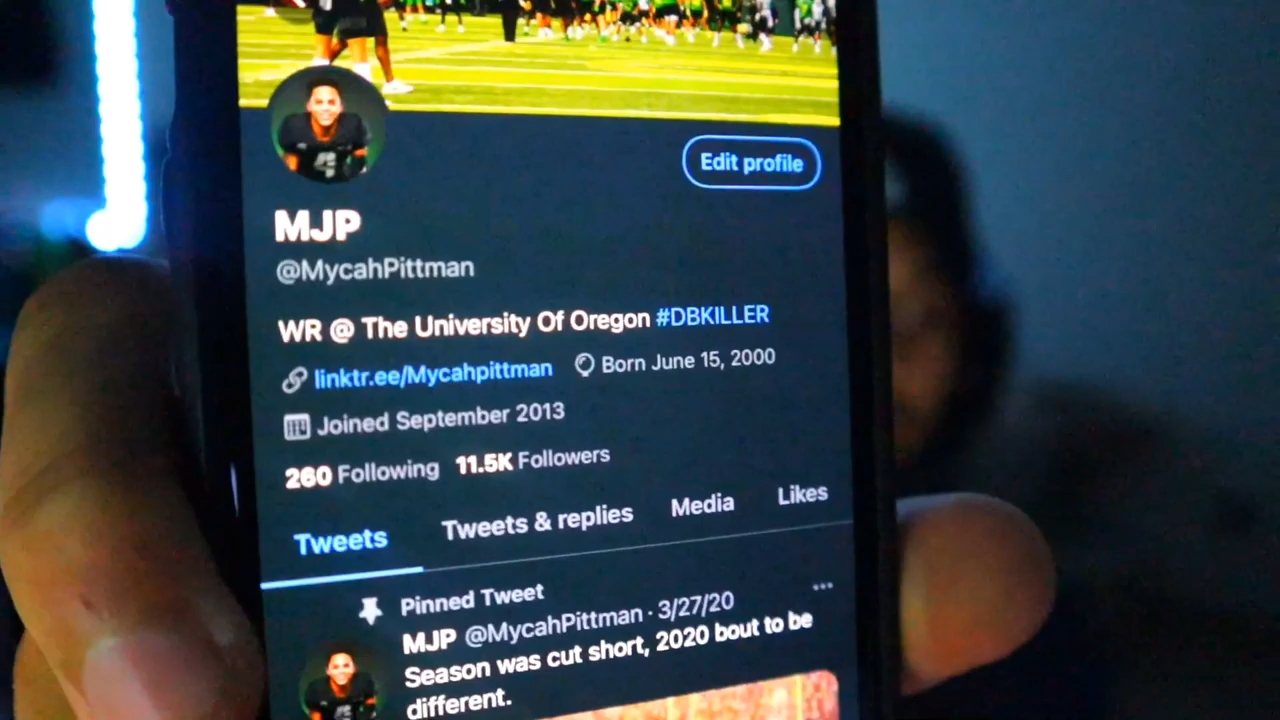 Edit profile
MJP
@MycahPittman
WR @ The University Of Oregon #DBKILLER
linktr.ee/Mycahpittman Born June 15, 2000
Joined September 2013
260 Following 11.5K Followers
Tweets Tweets & replies Media Likes
Pinned Tweet
MJP @MycahPittman · 3/27/20
Season was cut short, 2020 bout to be
different.